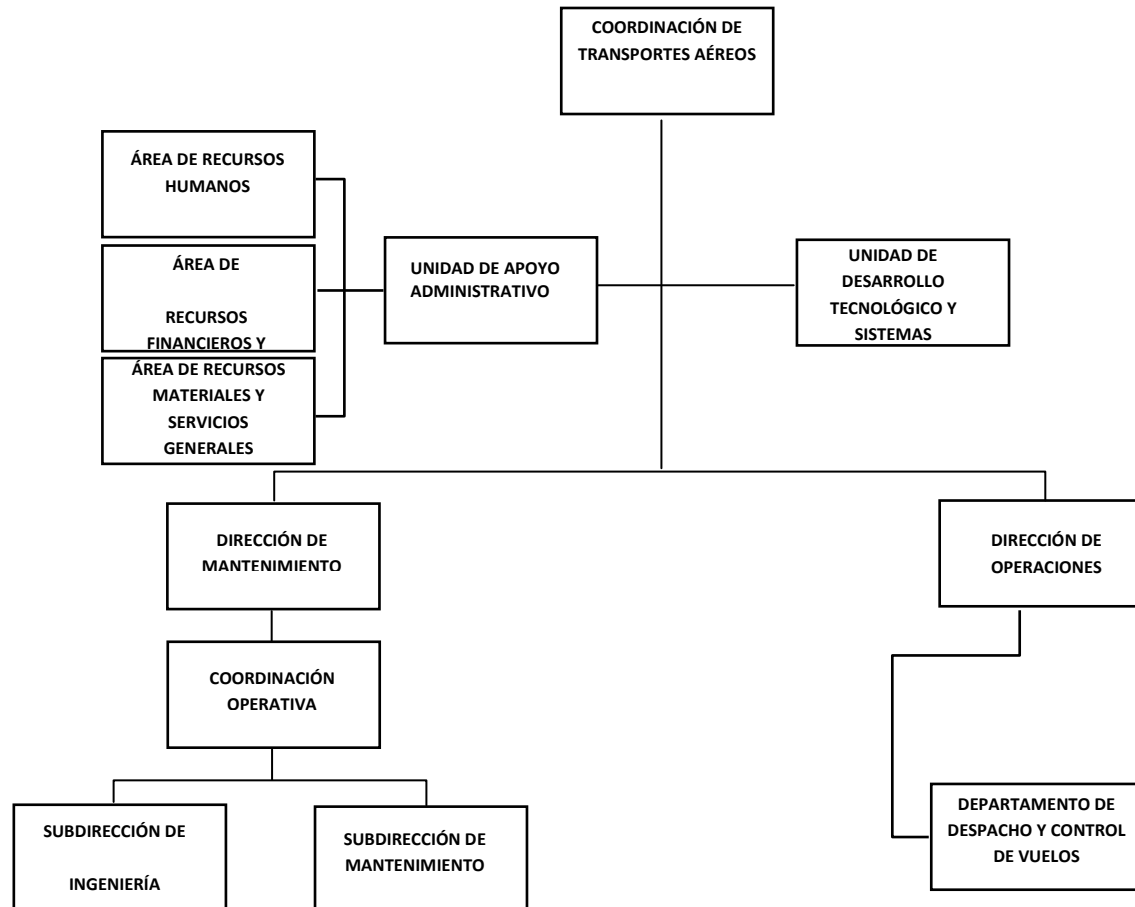 COORDINACIÓN DE
TRANSPORTES AÉREOS
ÁREA DE RECURSOS
HUMANOS
ÁREA DE
RECURSOS
FINANCIEROS Y
ÁREA DE RECURSOS
MATERIALES Y
SERVICIOS
GENERALES
UNIDAD DE APOYO
ADMINISTRATIVO
UNIDAD DE
DESARROLLO
TECNOLÓGICO Y
SISTEMAS
DIRECCIÓN DE
MANTENIMIENTO
DIRECCIÓN DE
OPERACIONES
COORDINACIÓN
OPERATIVA
SUBDIRECCIÓN DE
INGENIERÍA
SUBDIRECCIÓN DE
MANTENIMIENTO
DEPARTAMENTO DE
DESPACHO Y CONTROL
DE VUELOS